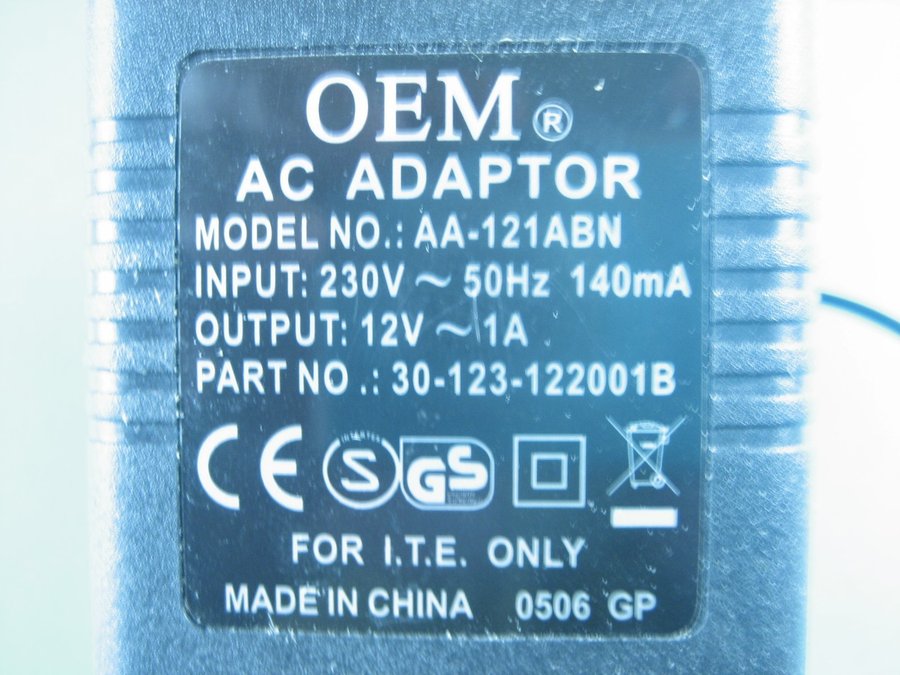 OEM®
AC ADAPTOR
MODEL NO.: AA-121ABN
INPUT: 230V ~ 50Hz 140mA
OUTPUT: 12V ~ 1A
PART NO .: 30-123-122001B
CE INTERTEK S GS
FOR I.T.E. ONLY
MADE IN CHINA 0506 GP